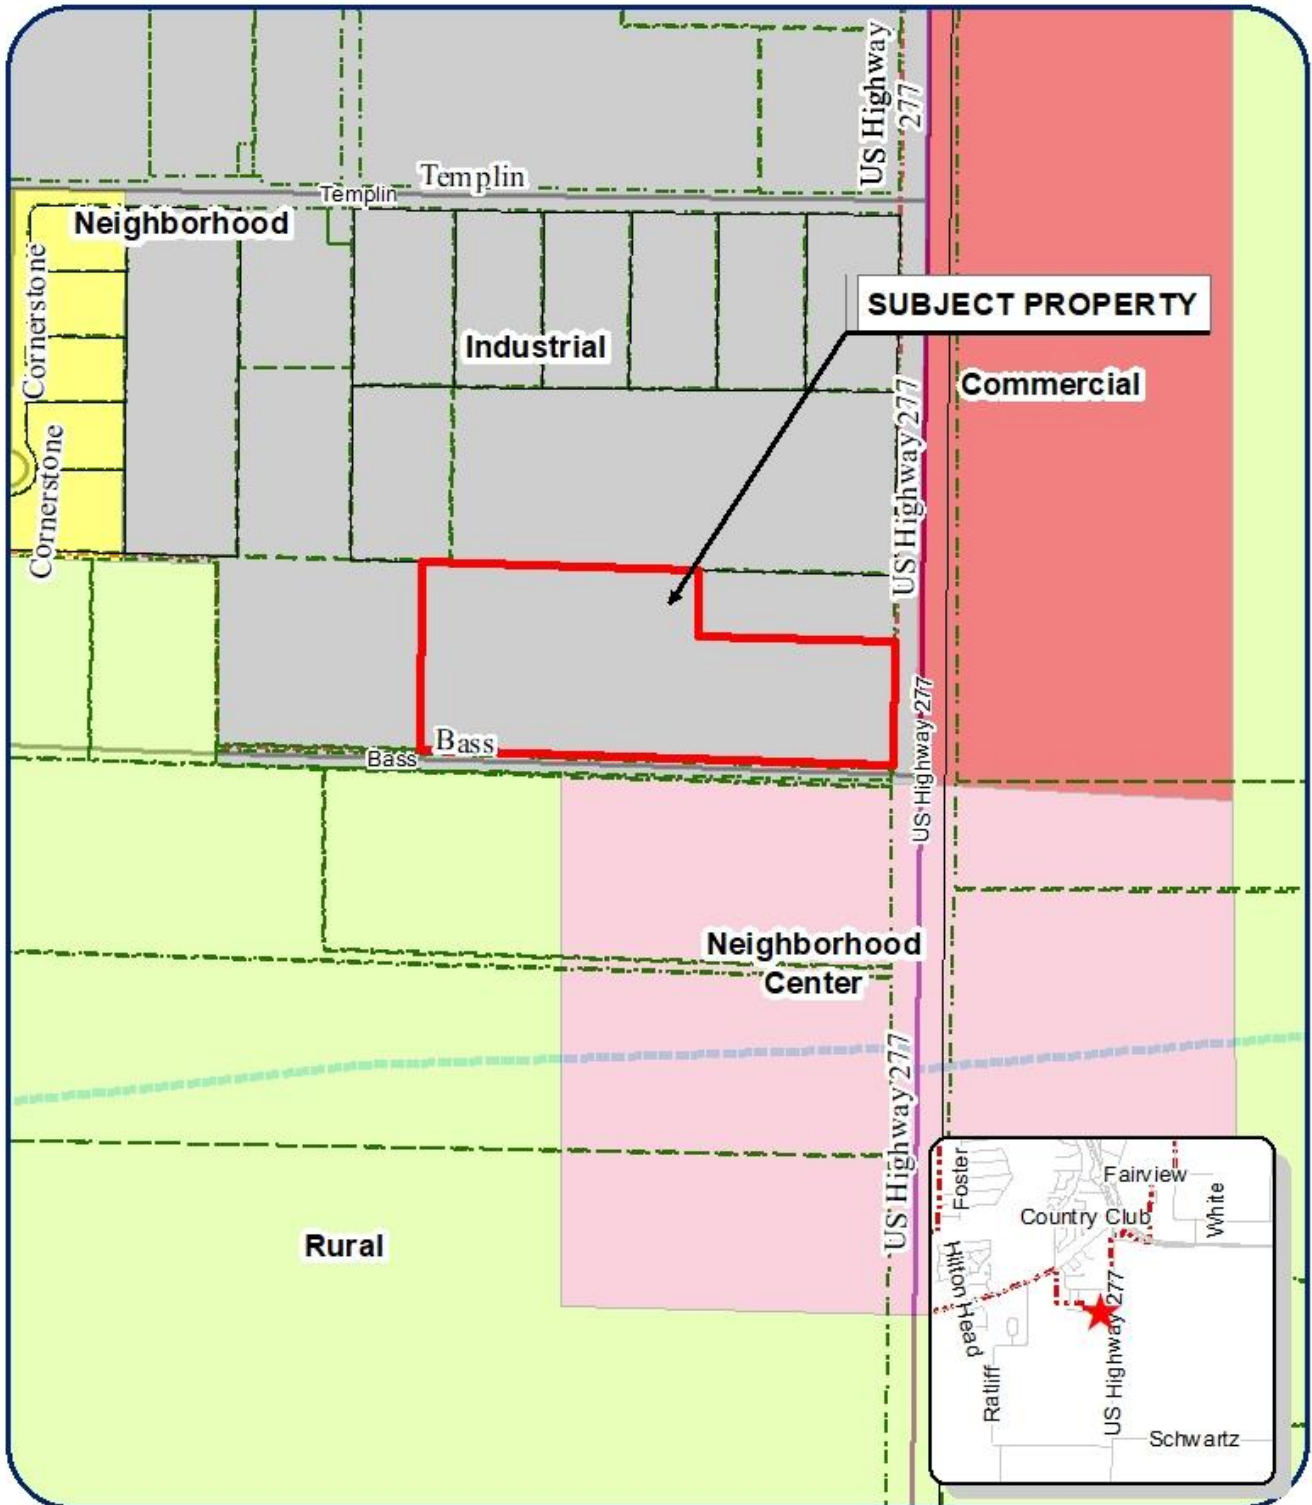 US Highway
277
Templin
Templin
Neighborhood
Cornerstone
SUBJECT PROPERTY
Industrial
Commercial
US Highway 277
Cornerstone
US Highway 277
Bass
Bass
Neighborhood
Center
US Highway 277
Rural
Foster
Fairview
White
Country Club
Hilton Head
US Highway 277
Ratliff
Schwartz